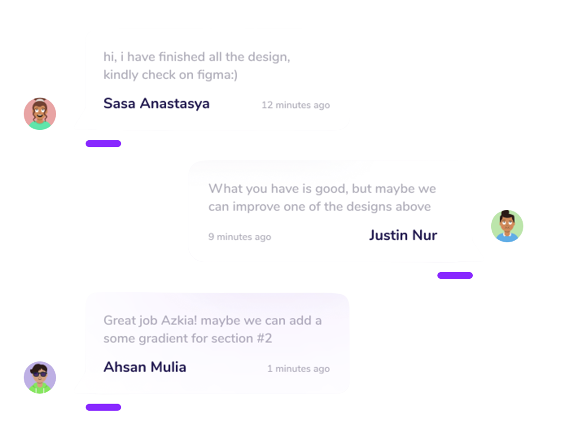 hi, i have finished all the design,
kindly check on figma:)
Sasa Anastasya 12 minutes ago
What you have is good, but maybe we
can improve one of the designs above
9 minutes ago Justin Nur
Great job Azkia! maybe we can add a
some gradient for section #2
Ahsan Mulia 1 minutes ago